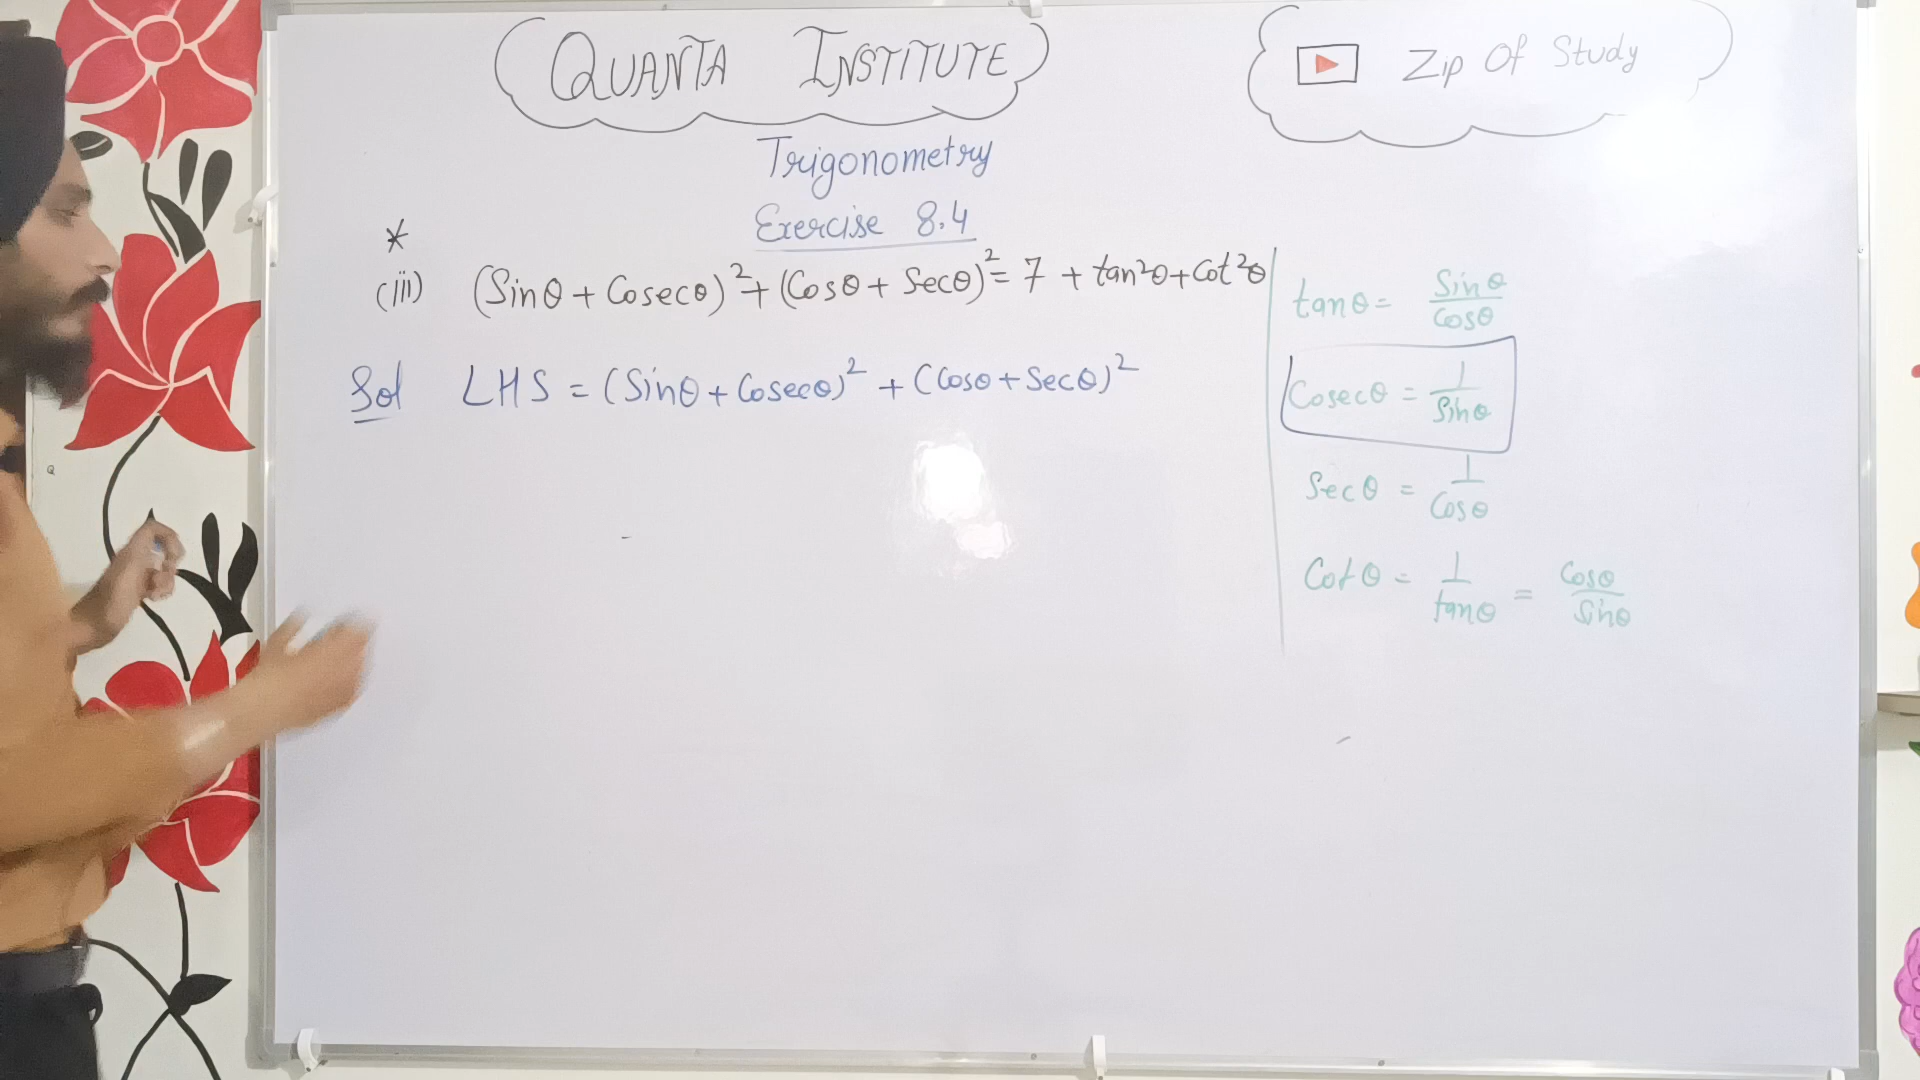 QUANTA INSTITUTE
Zip Of Study
Trigonometry
Exercise 8.4
*
(iii) (Sinθ + Cosecθ)² + (Cosθ + Secθ)² = 7 + tan²θ + Cot²θ
Sol LHS = (Sinθ + Cosecθ)² + (Cosθ + Secθ)²
tanθ = Sinθ/Cosθ
Cosecθ = 1/Sinθ
Secθ = 1/Cosθ
Cotθ = 1/tanθ = Cosθ/Sinθ